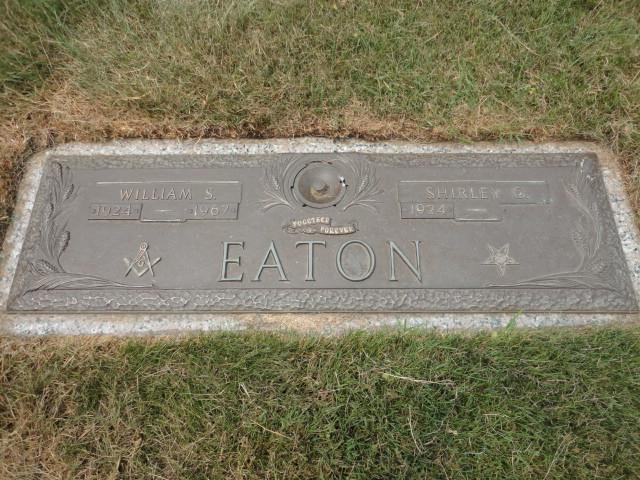 WILLIAM S.
1924 — 1967
TOGETHER
FOREVER
SHIRLEY G.
1924 —
EATON